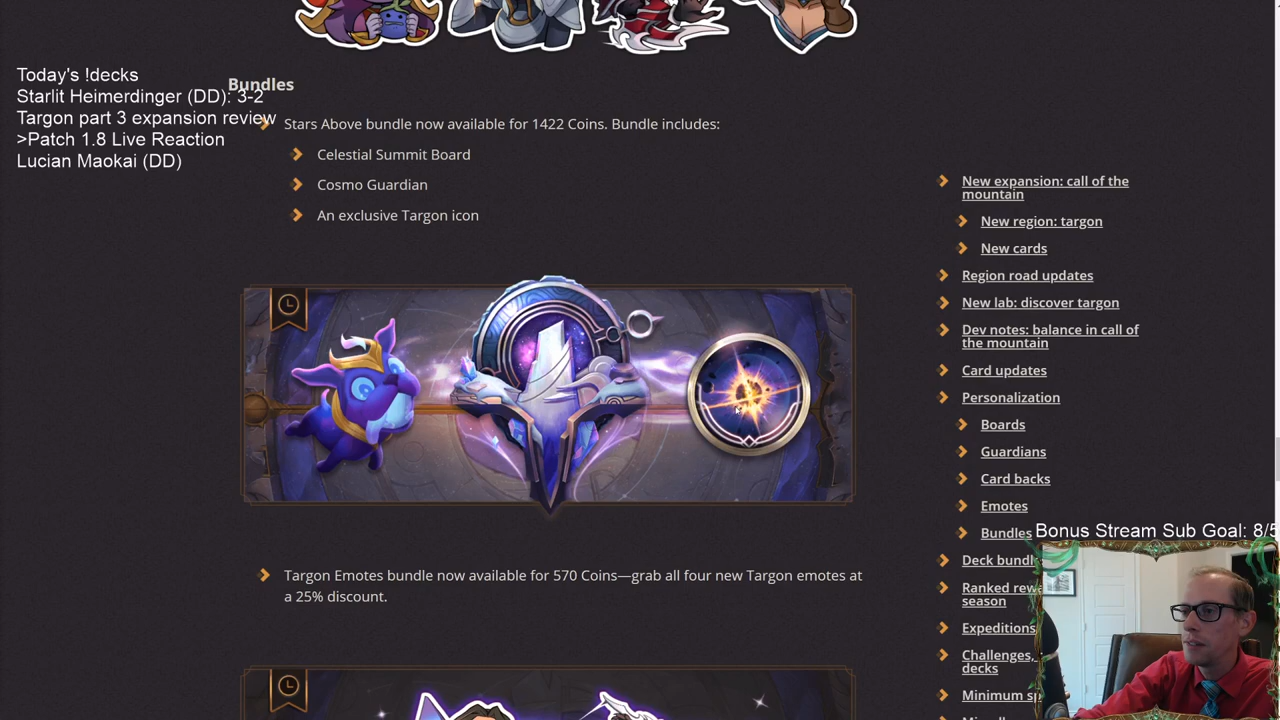 Today's !decks
Starlit Heimerdinger (DD): 3-2
Targon part 3 expansion review
>Patch 1.8 Live Reaction
Lucian Maokai (DD)
Bundles
Stars Above bundle now available for 1422 Coins. Bundle includes:
Celestial Summit Board
Cosmo Guardian
An exclusive Targon icon
Targon Emotes bundle now available for 570 Coins—grab all four new Targon emotes at
a 25% discount.
New expansion: call of the
mountain
New region: targon
New cards
Region road updates
New lab: discover targon
Dev notes: balance in call of
the mountain
Card updates
Personalization
Boards
Guardians
Card backs
Emotes
Bundles
Bonus Stream Sub Goal: 8/5
Deck bundl
Ranked rew
season
Expeditions
Challenges,
decks
Minimum sp